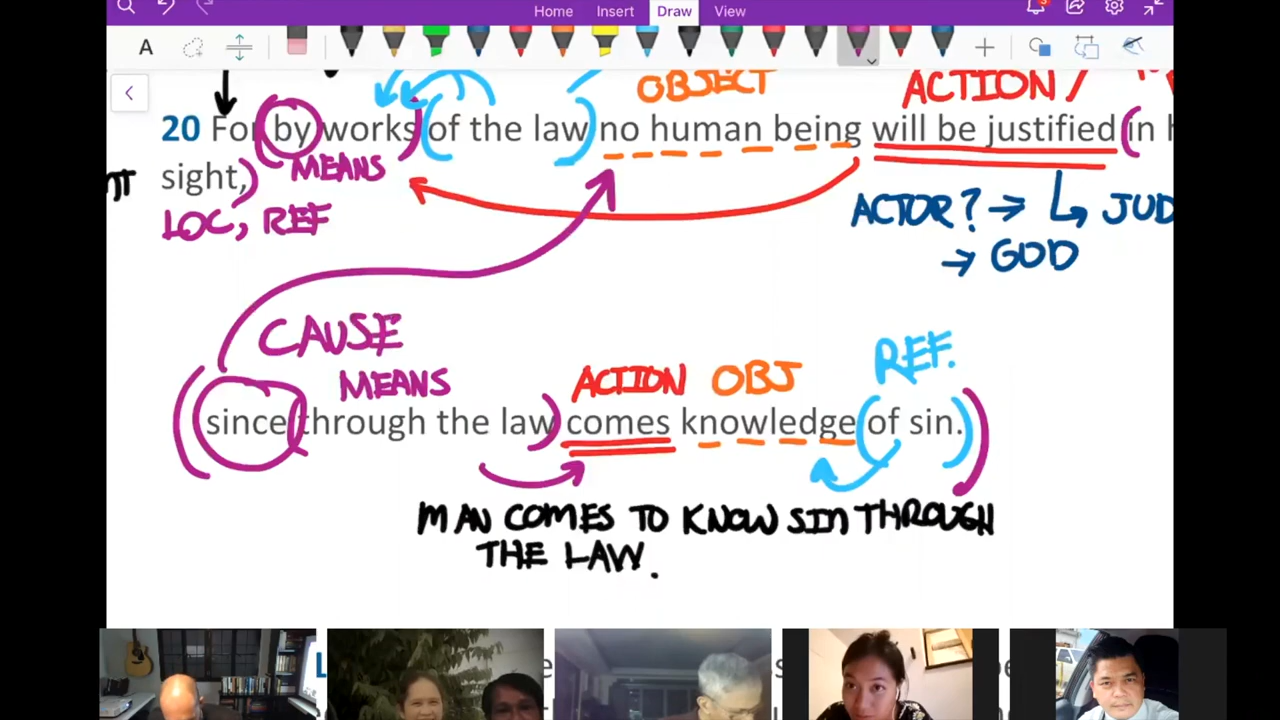 Home Insert Draw View
A
OBJECT ACTION/
20 For by works of the law no human being will be justified in h
MEANS
NT sight,
LOC, REF
ACTOR? → JUD
→ GOD
CAUSE
MEANS ACTION OBJ REF.
since through the law comes knowledge of sin.
MAN COMES TO KNOW SIN THROUGH
THE LAW.